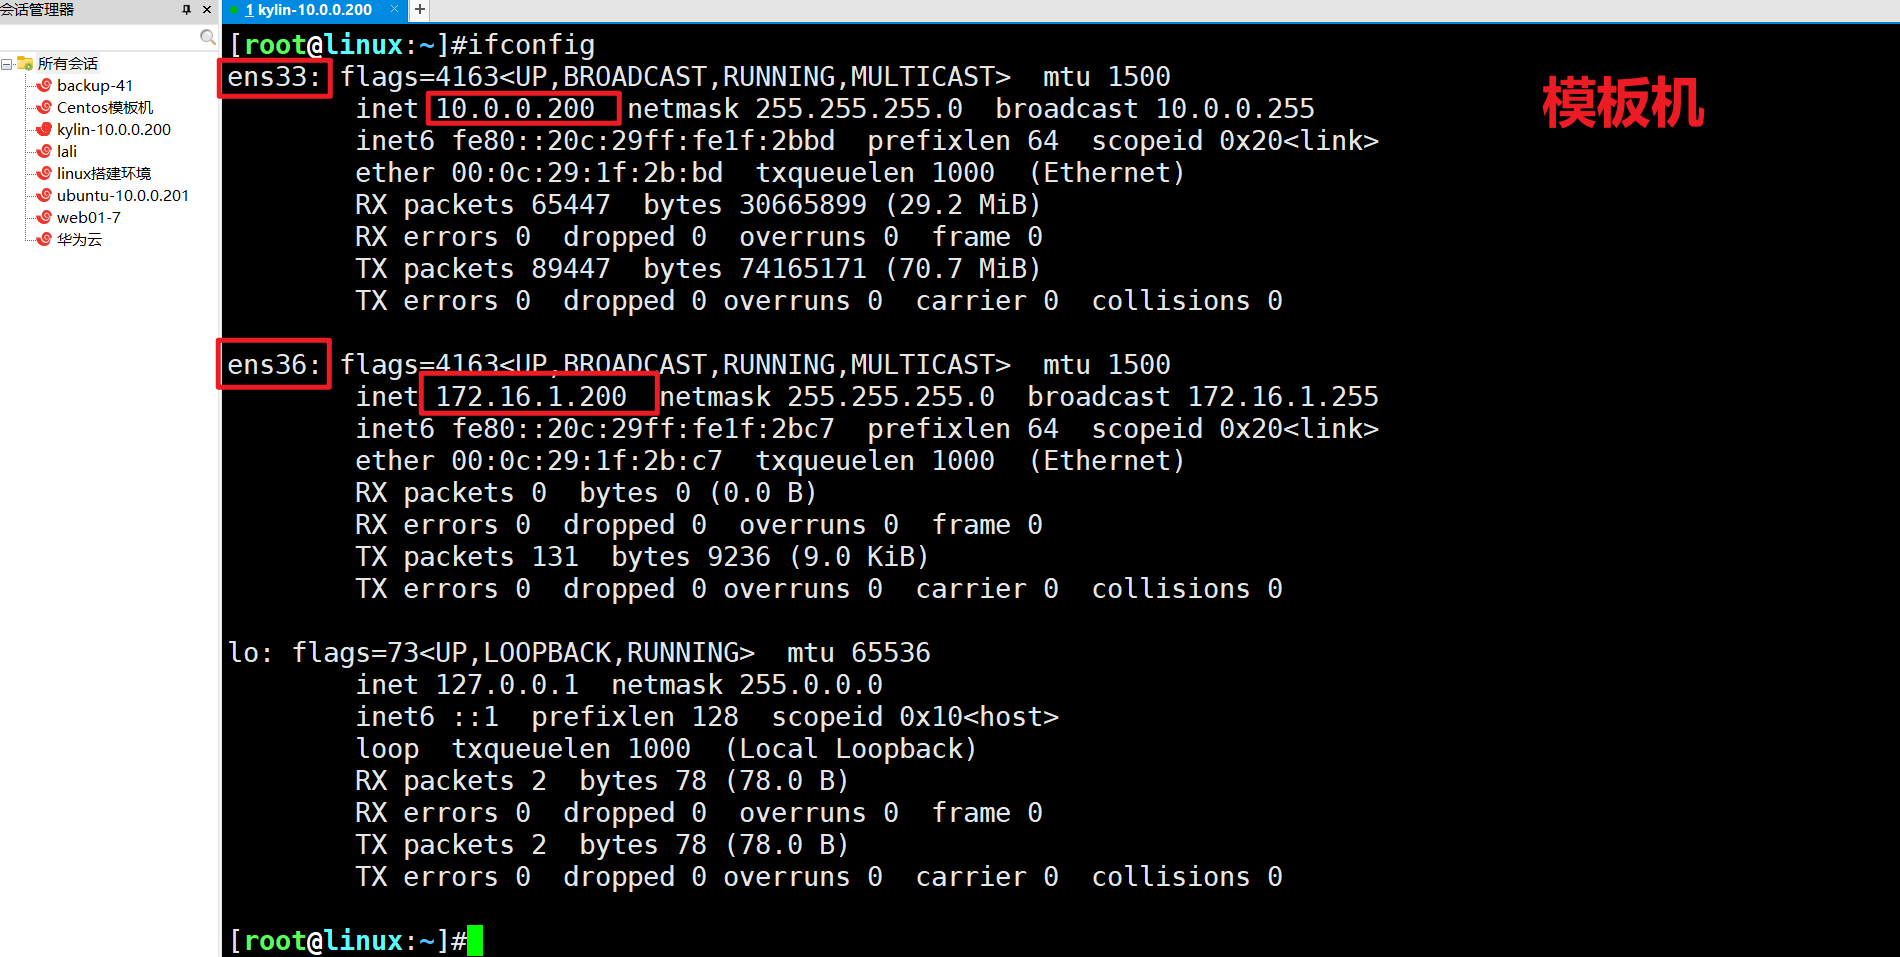 会话管理器
1 kylin-10.0.0.200
所有会话
backup-41
Centos模板机
kylin-10.0.0.200
lali
linux搭建环境
ubuntu-10.0.0.201
web01-7
华为云
[root@linux:~]#ifconfig
ens33: flags=4163<UP,BROADCAST,RUNNING,MULTICAST>  mtu 1500
        inet 10.0.0.200  netmask 255.255.255.0  broadcast 10.0.0.255
        inet6 fe80::20c:29ff:fe1f:2bbd  prefixlen 64  scopeid 0x20<link>
        ether 00:0c:29:1f:2b:bd  txqueuelen 1000  (Ethernet)
        RX packets 65447  bytes 30665899 (29.2 MiB)
        RX errors 0  dropped 0  overruns 0  frame 0
        TX packets 89447  bytes 74165171 (70.7 MiB)
        TX errors 0  dropped 0 overruns 0  carrier 0  collisions 0
模板机
ens36: flags=4163<UP,BROADCAST,RUNNING,MULTICAST>  mtu 1500
        inet 172.16.1.200  netmask 255.255.255.0  broadcast 172.16.1.255
        inet6 fe80::20c:29ff:fe1f:2bc7  prefixlen 64  scopeid 0x20<link>
        ether 00:0c:29:1f:2b:c7  txqueuelen 1000  (Ethernet)
        RX packets 0  bytes 0 (0.0 B)
        RX errors 0  dropped 0  overruns 0  frame 0
        TX packets 131  bytes 9236 (9.0 KiB)
        TX errors 0  dropped 0 overruns 0  carrier 0  collisions 0
lo: flags=73<UP,LOOPBACK,RUNNING>  mtu 65536
        inet 127.0.0.1  netmask 255.0.0.0
        inet6 ::1  prefixlen 128  scopeid 0x10<host>
        loop  txqueuelen 1000  (Local Loopback)
        RX packets 2  bytes 78 (78.0 B)
        RX errors 0  dropped 0  overruns 0  frame 0
        TX packets 2  bytes 78 (78.0 B)
        TX errors 0  dropped 0 overruns 0  carrier 0  collisions 0
[root@linux:~]#